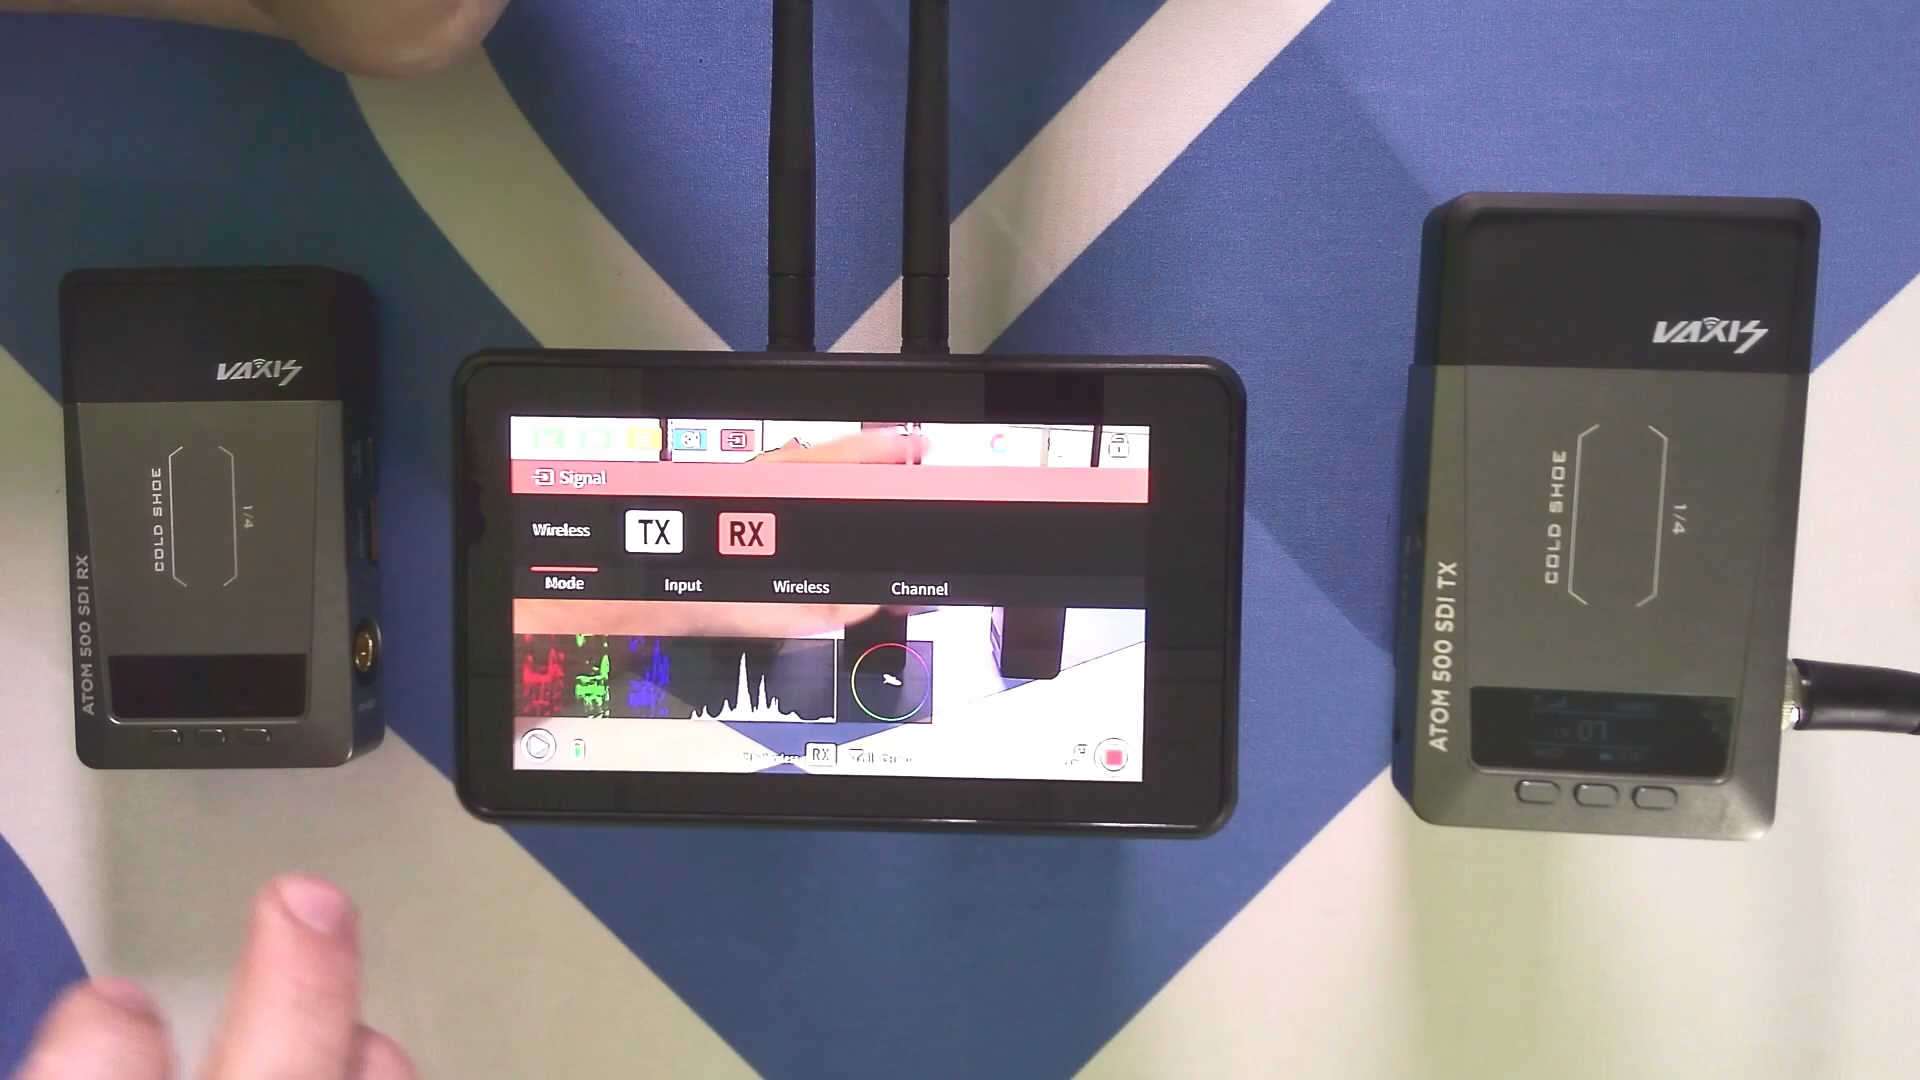 VAXIS
COLD SHOE
1/4
ATOM 500 SDI RX
Signal
Wireless TX RX
Mode Input Wireless Channel
RX
VAXIS
COLD SHOE
1/4
ATOM 500 SDI TX
07